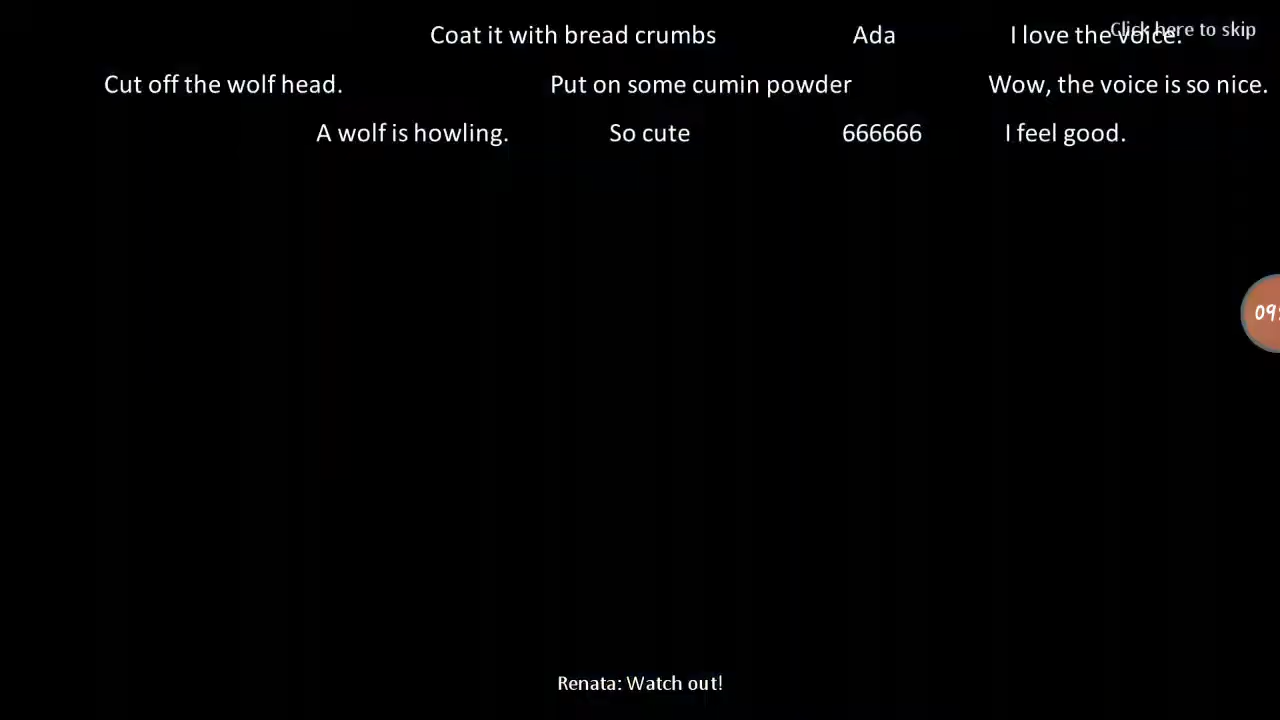 Click here to skip
Coat it with bread crumbs Ada I love the voice.
Cut off the wolf head. Put on some cumin powder Wow, the voice is so nice.
A wolf is howling. So cute 666666 I feel good.
09
Renata: Watch out!